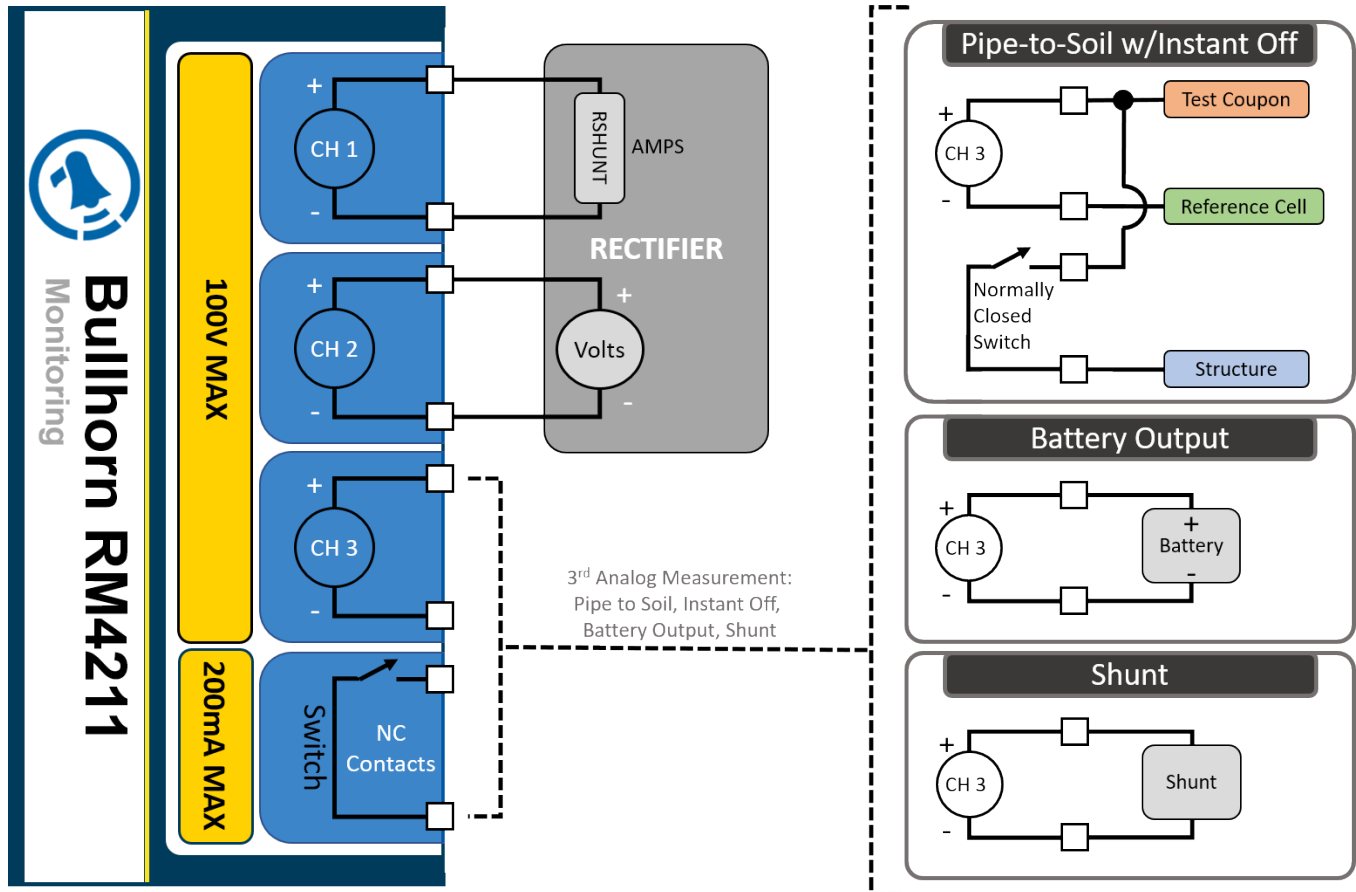 Bullhorn RM4211
Monitoring
100V MAX
200mA MAX
+
CH 1
-
+
CH 2
-
+
CH 3
-
Switch
NC
Contacts
RSHUNT
AMPS
RECTIFIER
+
Volts
-
3rd Analog Measurement:
Pipe to Soil, Instant Off,
Battery Output, Shunt
Pipe-to-Soil w/Instant Off
+
CH 3
-
Test Coupon
Reference Cell
Normally
Closed
Switch
Structure
Battery Output
+
CH 3
-
+
Battery
-
Shunt
+
CH 3
-
Shunt